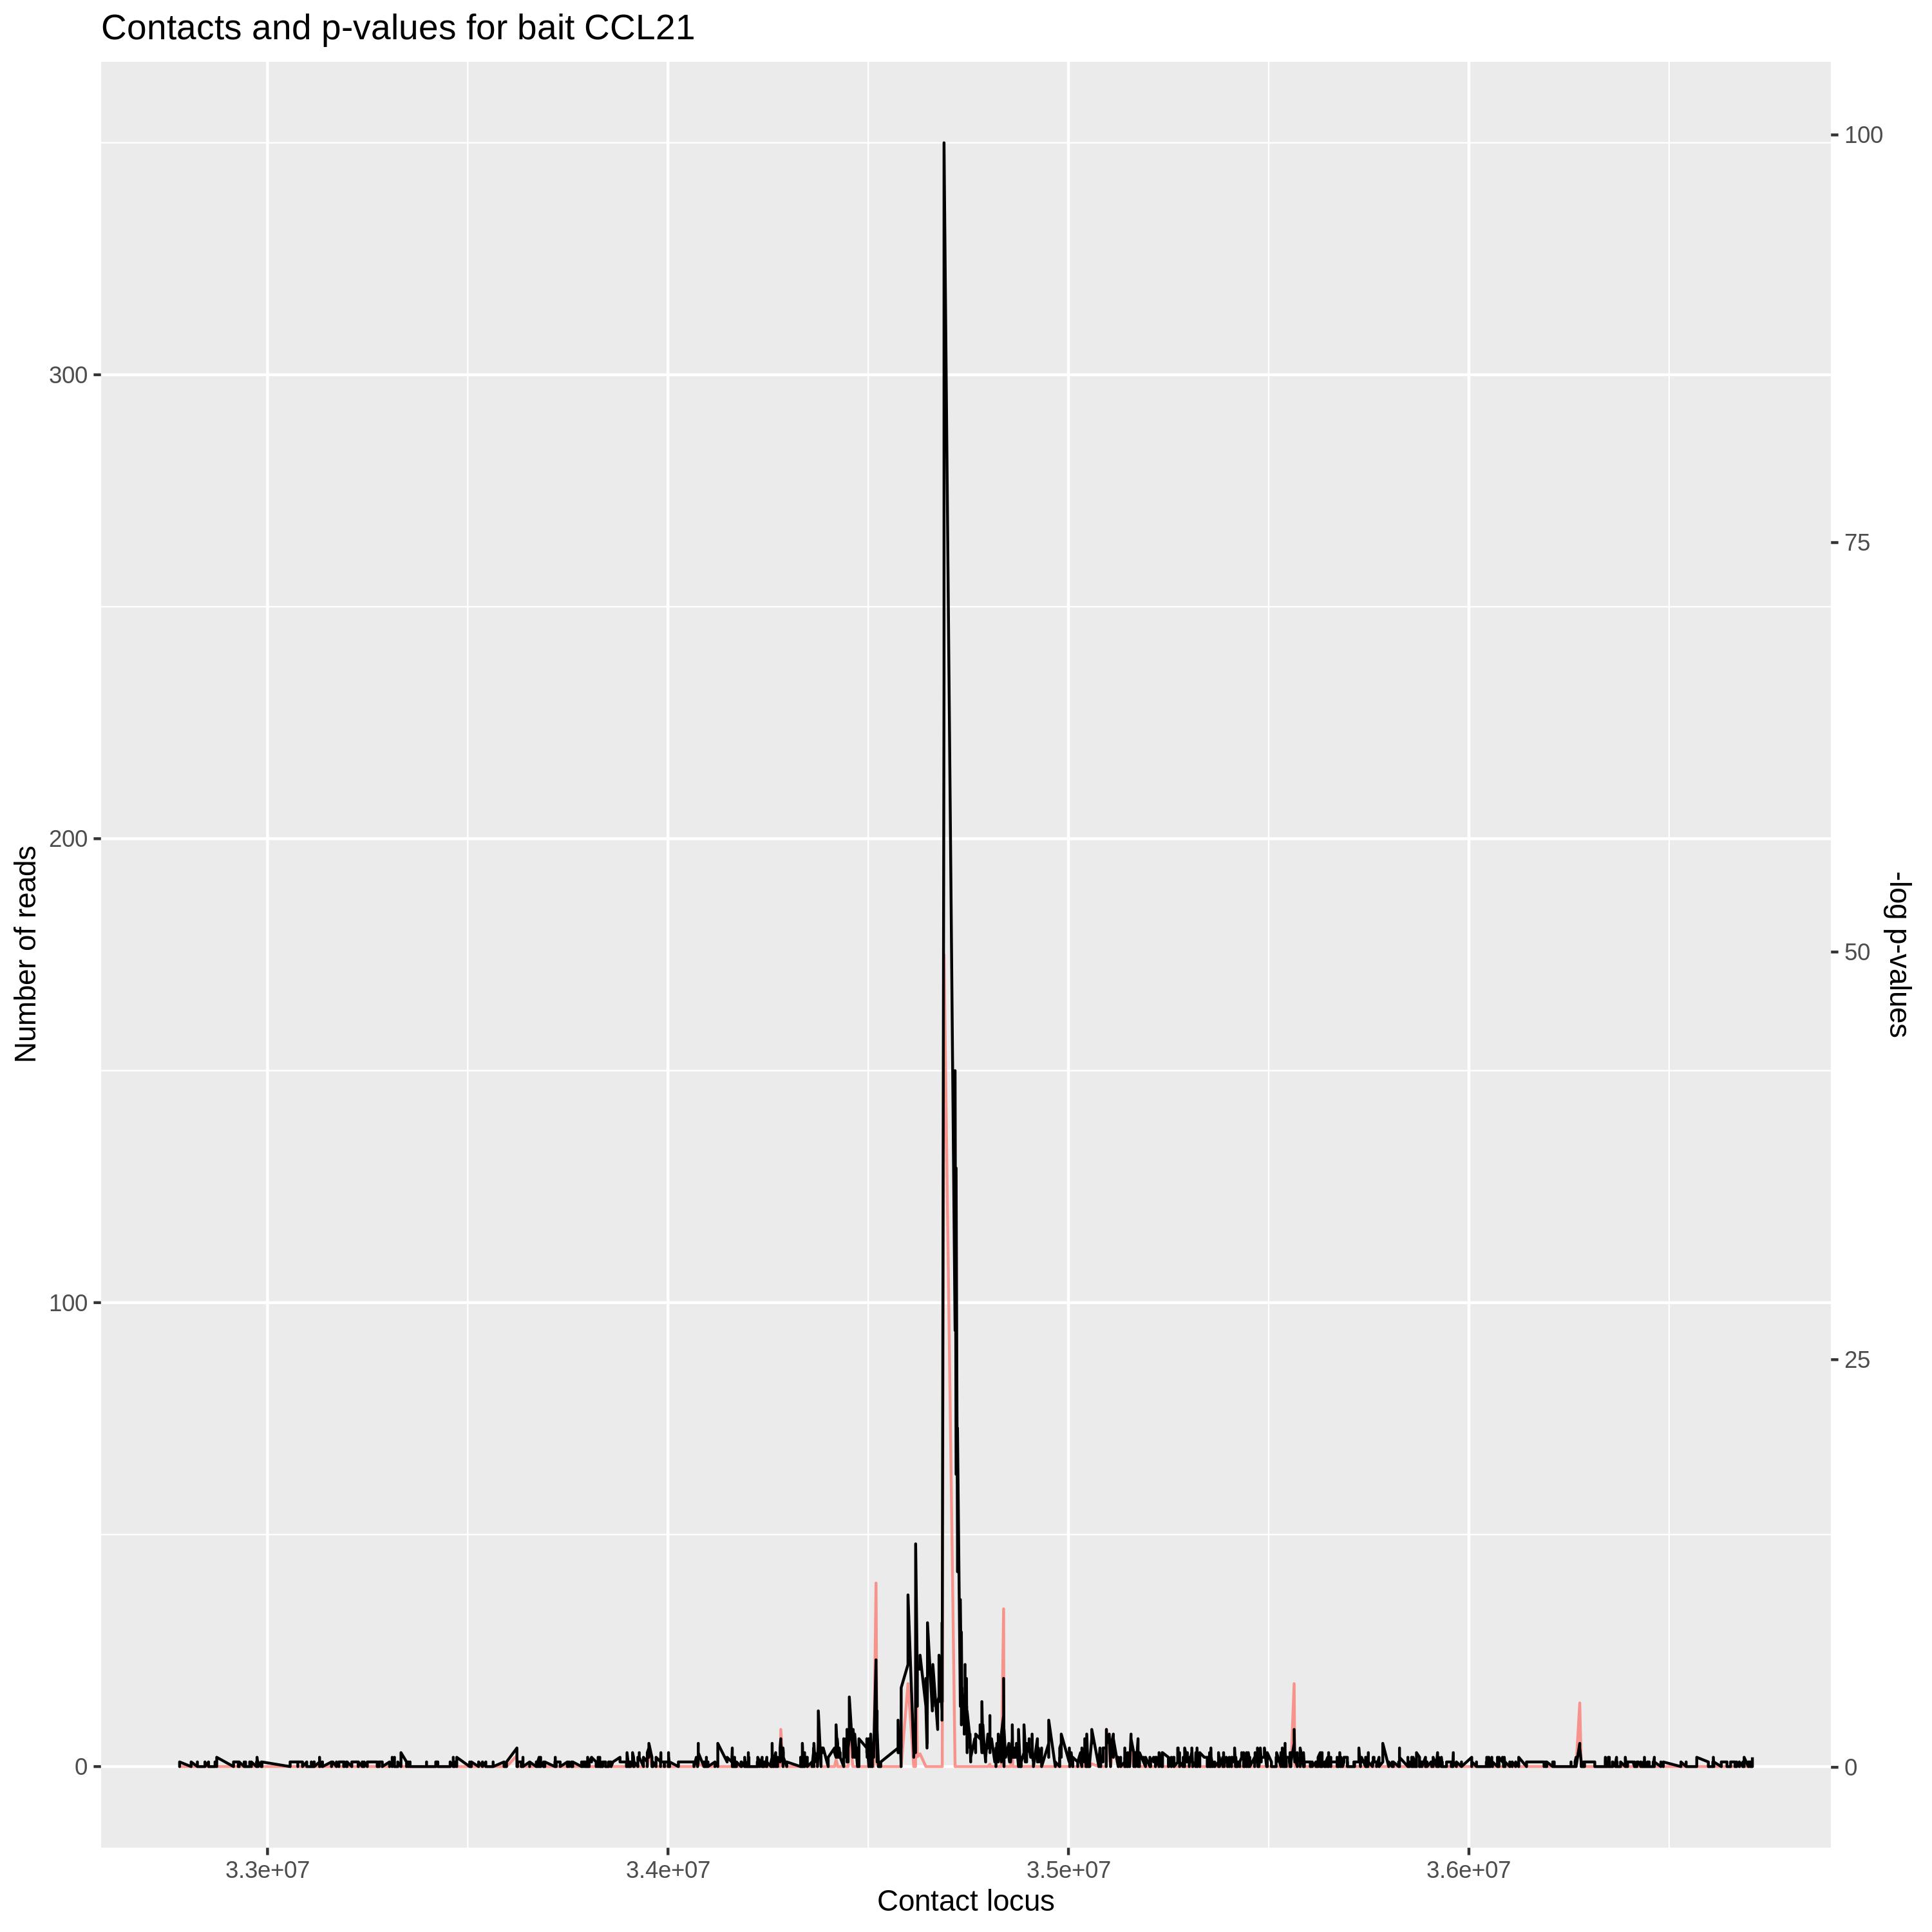 Contacts and p-values for bait CCL21
Number of reads
300
200
100
0
100
75
50
25
0
-log p-values
3.3e+07 3.4e+07 3.5e+07 3.6e+07
Contact locus